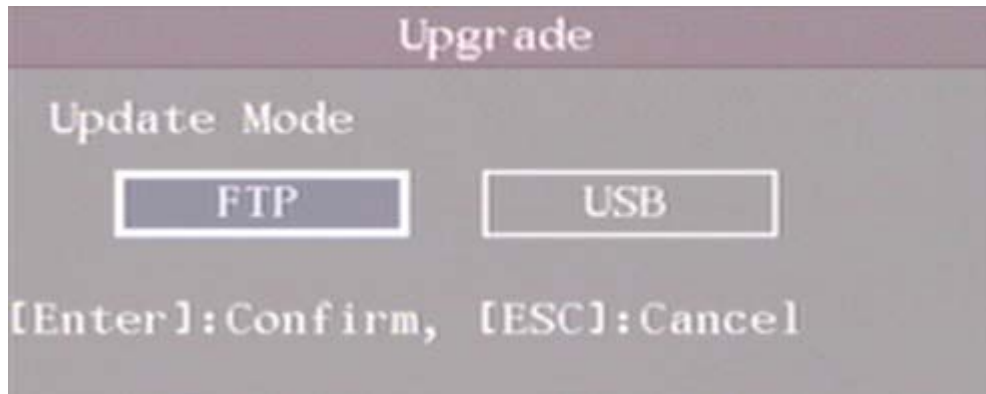 Upgrade
Update Mode
FTP USB
[Enter]:Confirm, [ESC]:Cancel